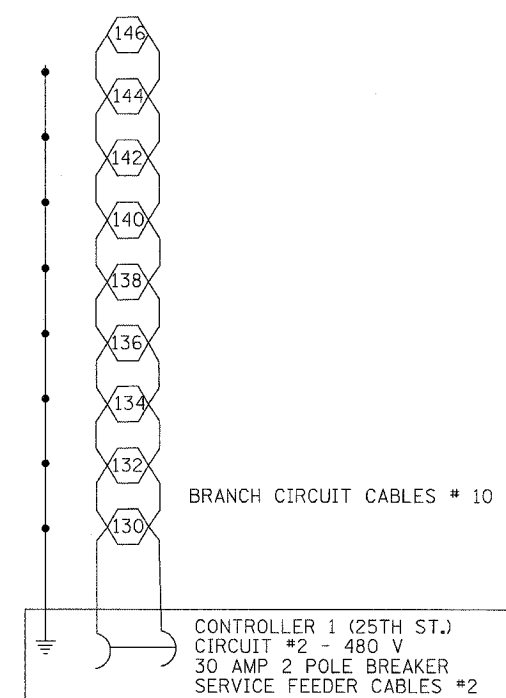 146
144
142
140
138
136
134
132
BRANCH CIRCUIT CABLES # 10
130
CONTROLLER 1 (25TH ST.)
CIRCUIT #2 - 480 V
30 AMP 2 POLE BREAKER
SERVICE FEEDER CABLES #2